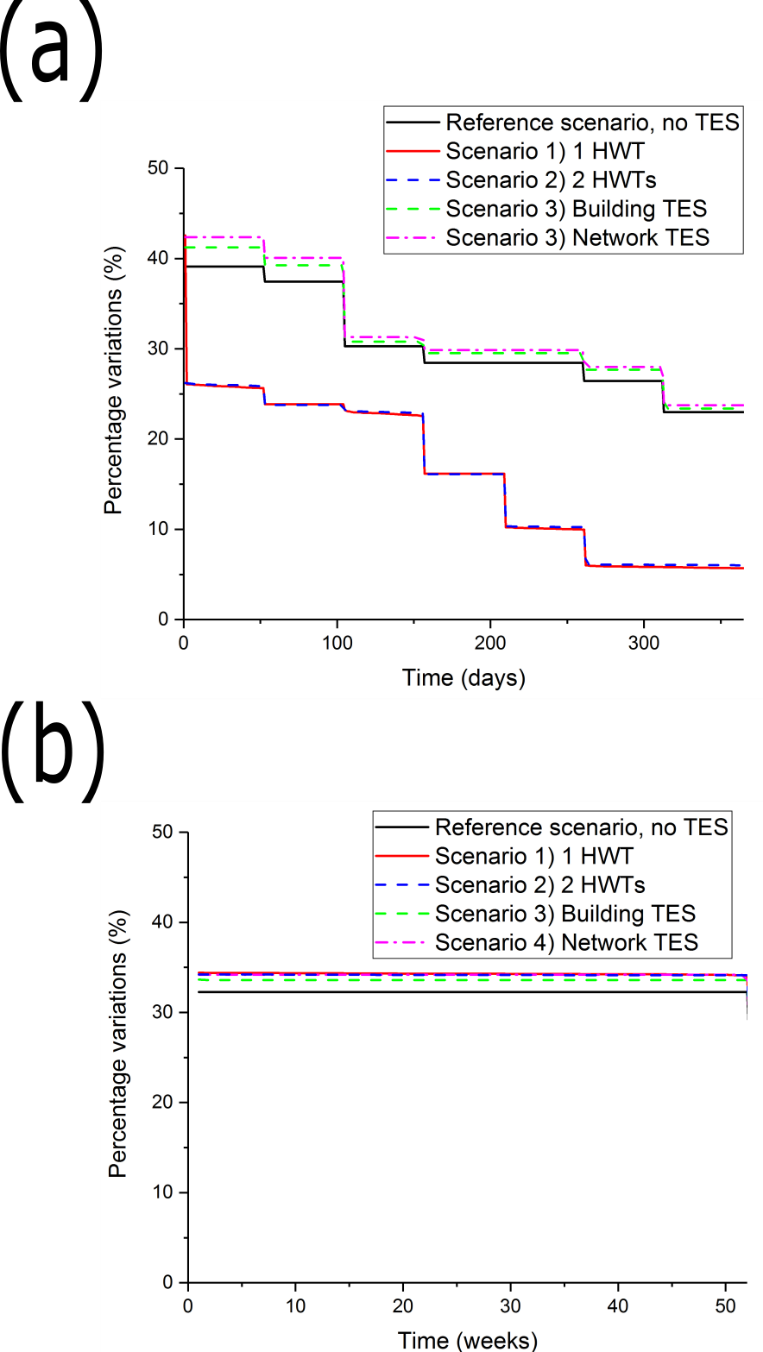 (a)
Reference scenario, no TES
Scenario 1) 1 HWT
Scenario 2) 2 HWTs
Scenario 3) Building TES
Scenario 3) Network TES
50
40
30
20
10
0
Percentage variations (%)
0 100 200 300
Time (days)
(b)
Reference scenario, no TES
Scenario 1) 1 HWT
Scenario 2) 2 HWTs
Scenario 3) Building TES
Scenario 4) Network TES
50
40
30
20
10
0
Percentage variations (%)
0 10 20 30 40 50
Time (weeks)